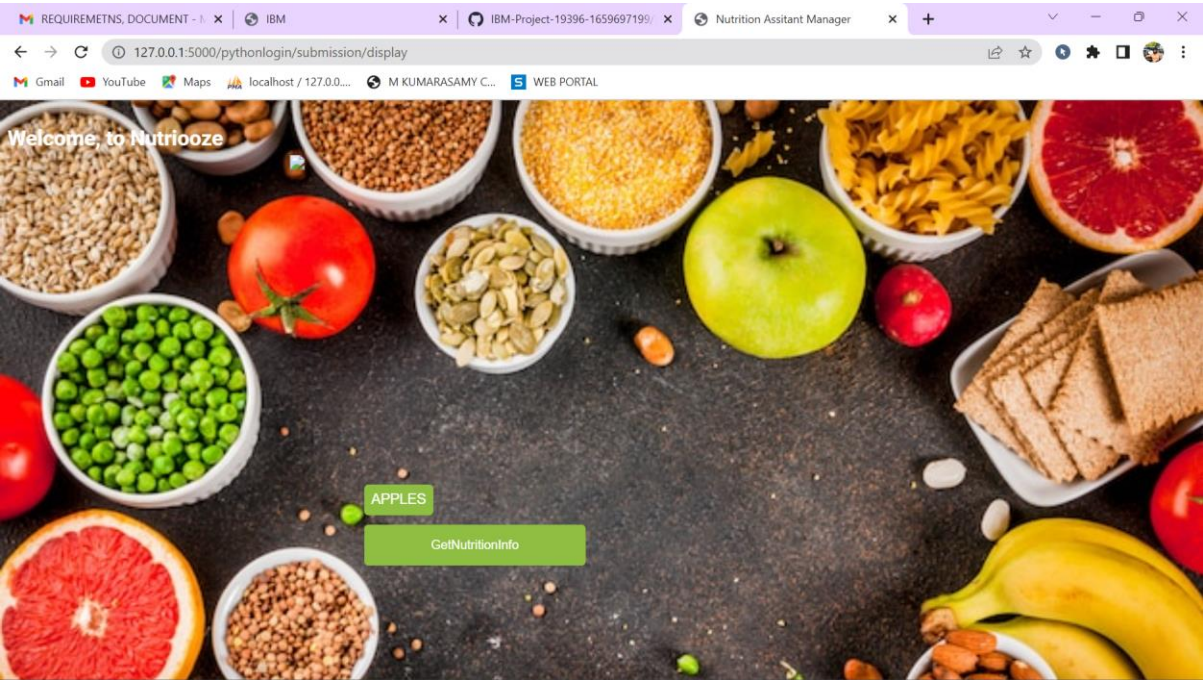 REQUIREMETNS, DOCUMENT -
IBM
IBM-Project-19396-1659697199/
Nutrition Assitant Manager
127.0.0.1:5000/pythonlogin/submission/display
Gmail
YouTube
Maps
localhost / 127.0.0....
M KUMARASAMY C...
WEB PORTAL
Welcome, to Nutriooze
APPLES
GetNutritionInfo